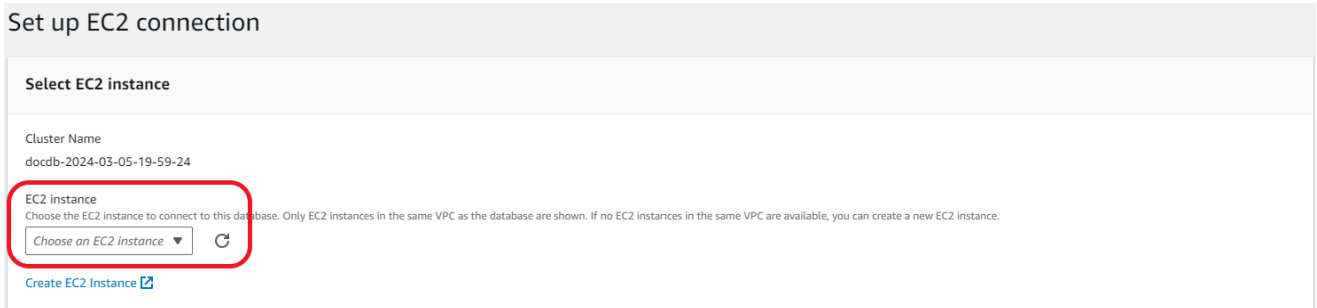 Set up EC2 connection
Select EC2 instance
Cluster Name
docdb-2024-03-05-19-59-24
EC2 instance
Choose the EC2 instance to connect to this database. Only EC2 instances in the same VPC as the database are shown. If no EC2 instances in the same VPC are available, you can create a new EC2 instance.
Choose an EC2 instance
Create EC2 Instance